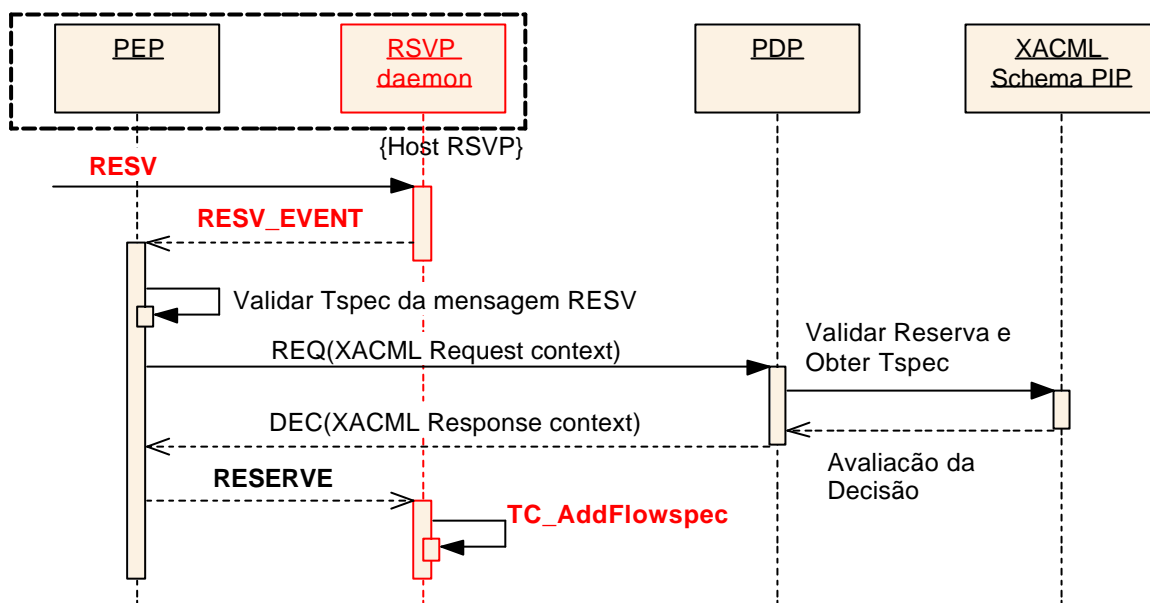 PEP
RSVP
daemon
PDP
XACML
Schema PIP
{Host RSVP}
RESV
RESV_EVENT
Validar Tspec da mensagem RESV
REQ(XACML Request context)
Validar Reserva e
Obter Tspec
DEC(XACML Response context)
Avaliacão da
Decisão
RESERVE
TC_AddFlowspec